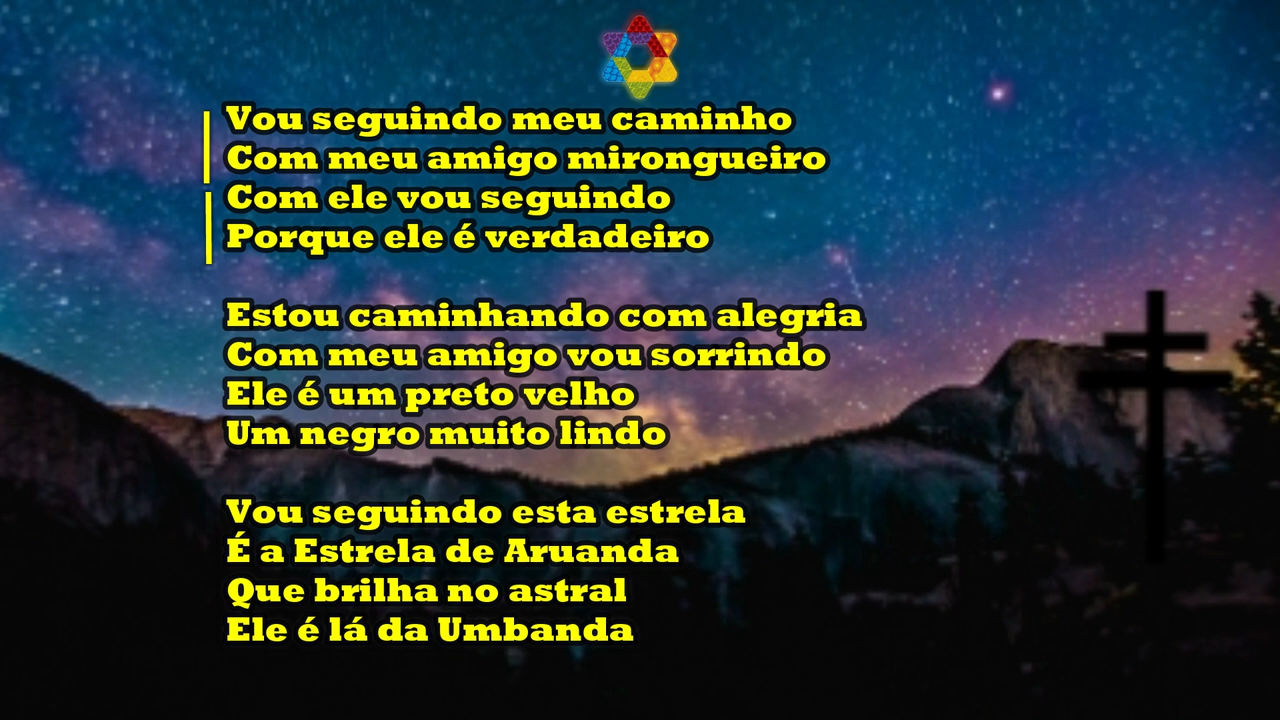 Vou seguindo meu caminho
Com meu amigo mirongueiro
Com ele vou seguindo
Porque ele é verdadeiro
Estou caminhando com alegria
Com meu amigo vou sorrindo
Ele é um preto velho
Um negro muito lindo
Vou seguindo esta estrela
É a Estrela de Aruanda
Que brilha no astral
Ele é lá da Umbanda